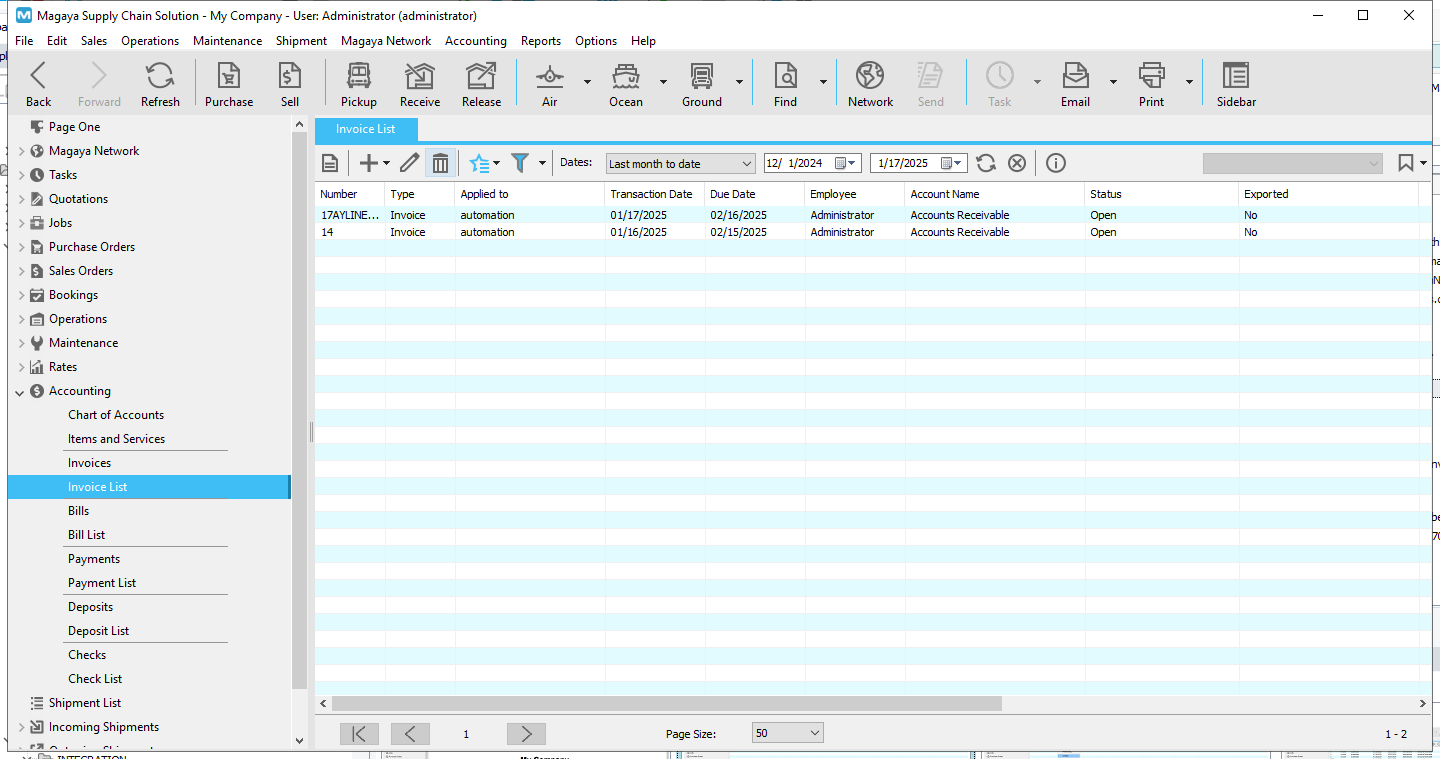 Magaya Supply Chain Solution - My Company - User: Administrator (administrator)
File Edit Sales Operations Maintenance Shipment Magaya Network Accounting Reports Options Help
Back Forward Refresh Purchase Sell Pickup Receive Release Air Ocean Ground Find Network Send Task Email Print Sidebar
Page One
Magaya Network
Tasks
Quotations
Jobs
Purchase Orders
Sales Orders
Bookings
Operations
Maintenance
Rates
Accounting
Chart of Accounts
Items and Services
Invoices
Invoice List
Bills
Bill List
Payments
Payment List
Deposits
Deposit List
Checks
Check List
Shipment List
Incoming Shipments
Invoice List
Dates: Last month to date 12/ 1/2024 1/17/2025
Number Type Applied to Transaction Date Due Date Employee Account Name Status Exported
17AYLINE... Invoice automation 01/17/2025 02/16/2025 Administrator Accounts Receivable Open No
14 Invoice automation 01/16/2025 02/15/2025 Administrator Accounts Receivable Open No
1 Page Size: 50 1 - 2